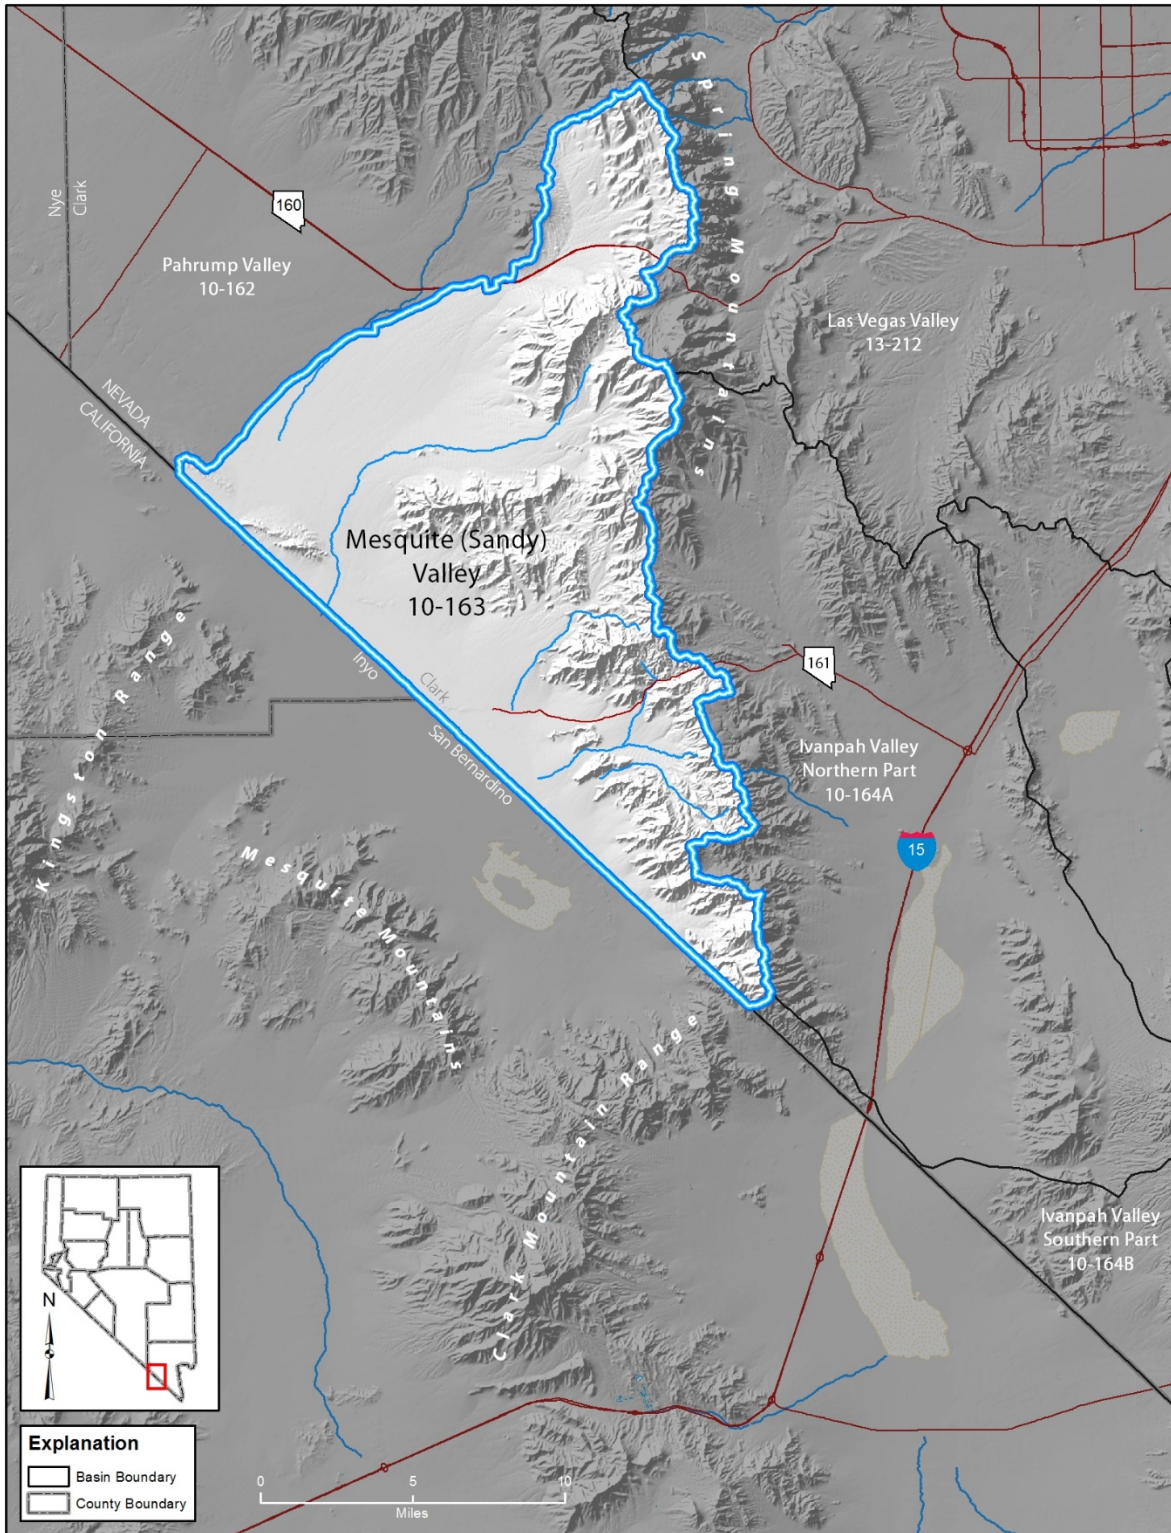 Spring Mountains
160
Nye
Clark
Pahrump Valley
10-162
Las Vegas Valley
13-212
NEVADA
CALIFORNIA
Mesquite (Sandy)
Valley
10-163
Kingston Range
Inyo
Clark
San Bernardino
161
Ivanpah Valley
Northern Part
10-164A
15
Mesquite Mountains
Clark Mountain Range
Ivanpah Valley
Southern Part
10-164B
N
Explanation
Basin Boundary
County Boundary
0 5 10
Miles